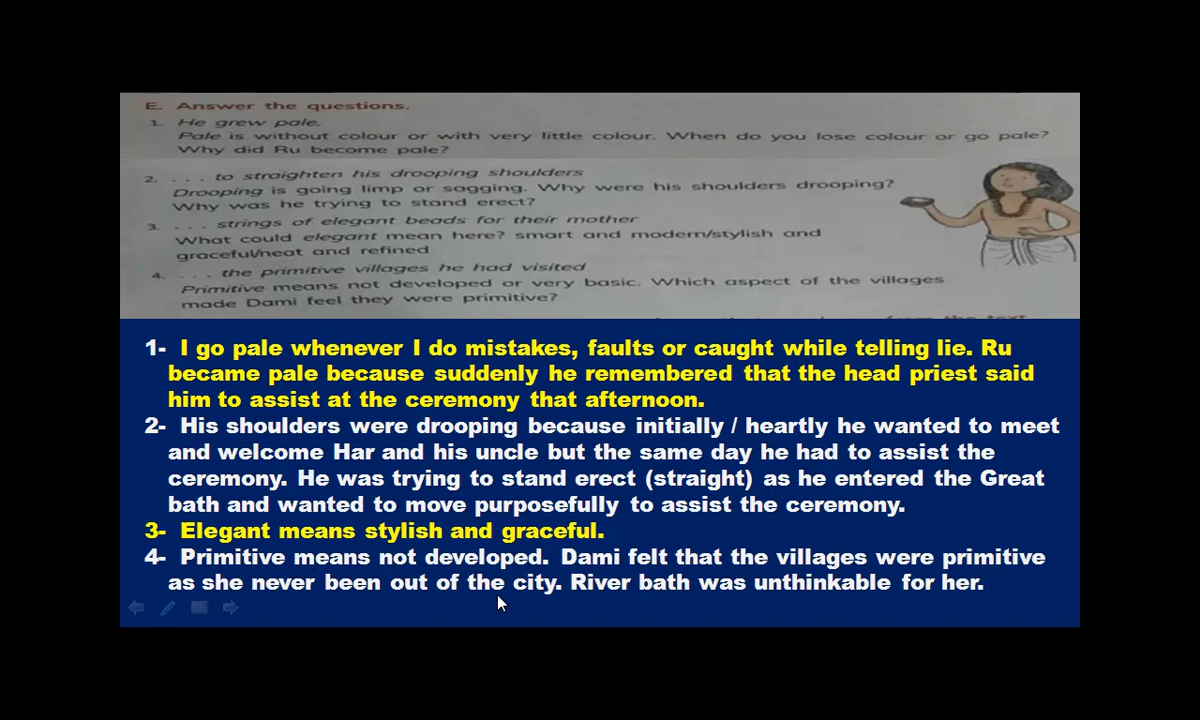 E. Answer the questions.
1. He grew pale.
Pale is without colour or with very little colour. When do you lose colour or go pale?
Why did Ru become pale?
2. . . . to straighten his drooping shoulders
Drooping is going limp or sagging. Why were his shoulders drooping?
Why was he trying to stand erect?
3. . . . strings of elegant beads for their mother
What could elegant mean here? smart and modern/stylish and
graceful/neat and refined
4. . . . the primitive villages he had visited
Primitive means not developed or very basic. Which aspect of the villages
made Dami feel they were primitive?
from the text
1- I go pale whenever I do mistakes, faults or caught while telling lie. Ru
became pale because suddenly he remembered that the head priest said
him to assist at the ceremony that afternoon.
2- His shoulders were drooping because initially / heartly he wanted to meet
and welcome Har and his uncle but the same day he had to assist the
ceremony. He was trying to stand erect (straight) as he entered the Great
bath and wanted to move purposefully to assist the ceremony.
3- Elegant means stylish and graceful.
4- Primitive means not developed. Dami felt that the villages were primitive
as she never been out of the city. River bath was unthinkable for her.